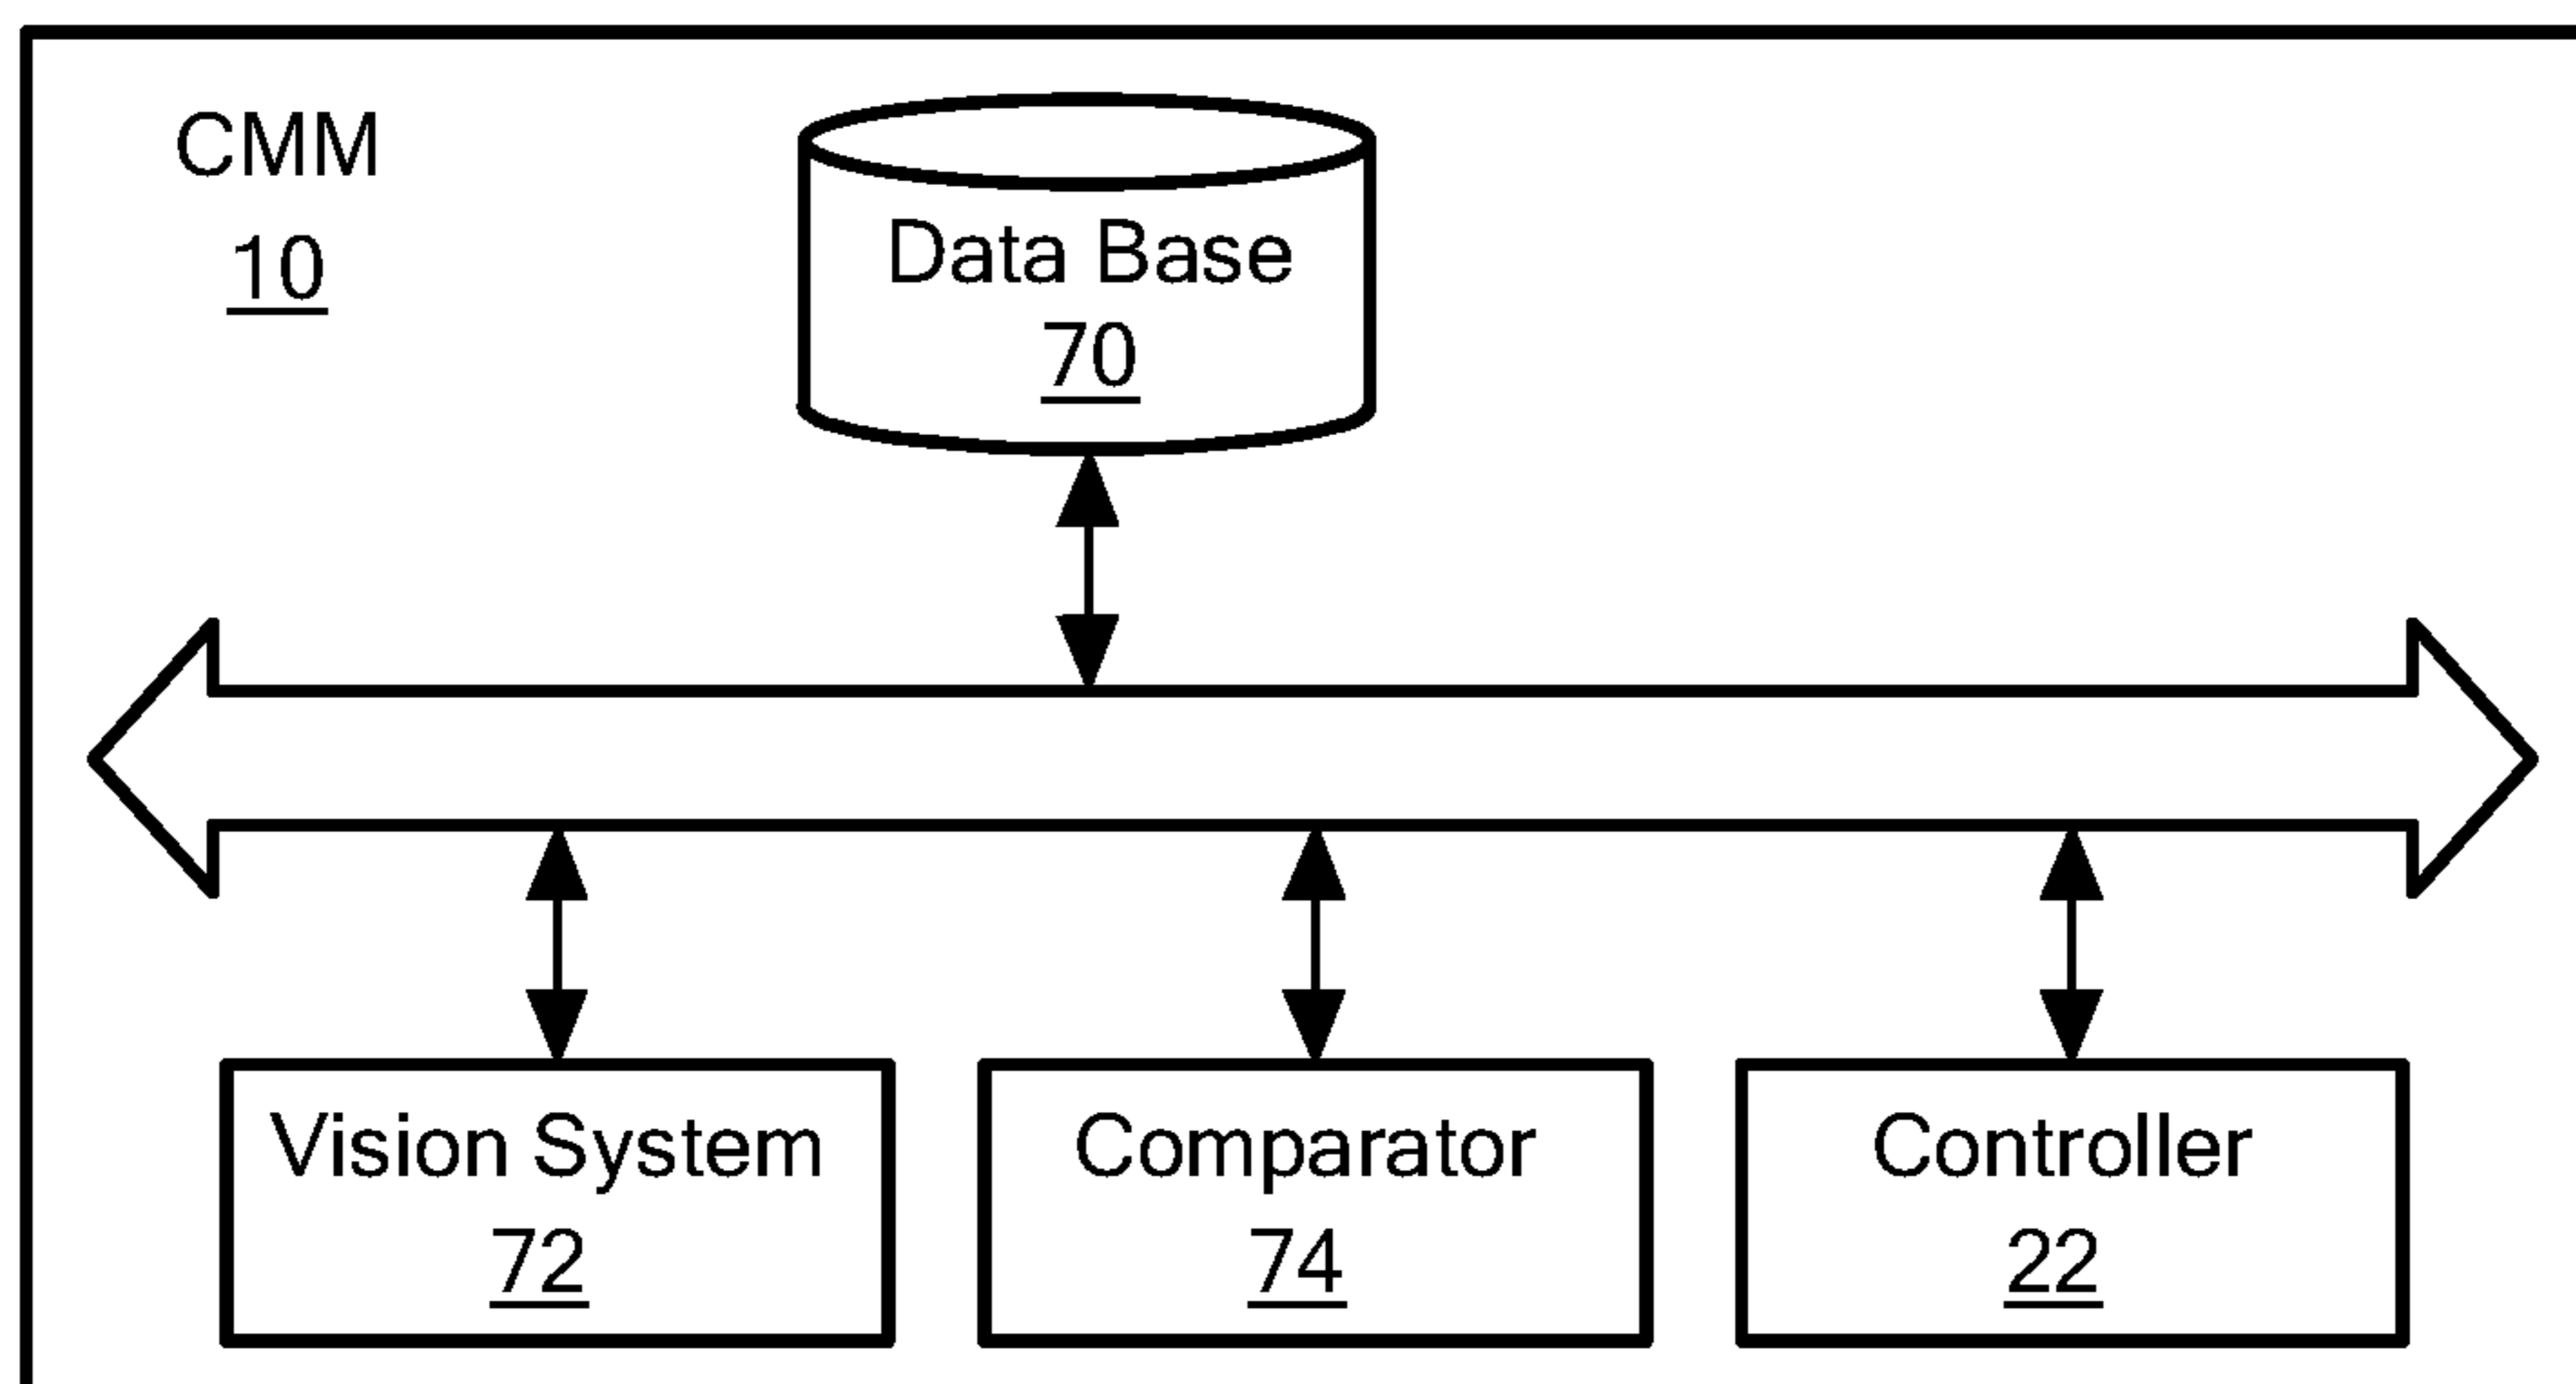 CMM
10
Data Base
70
Vision System
72
Comparator
74
Controller
22